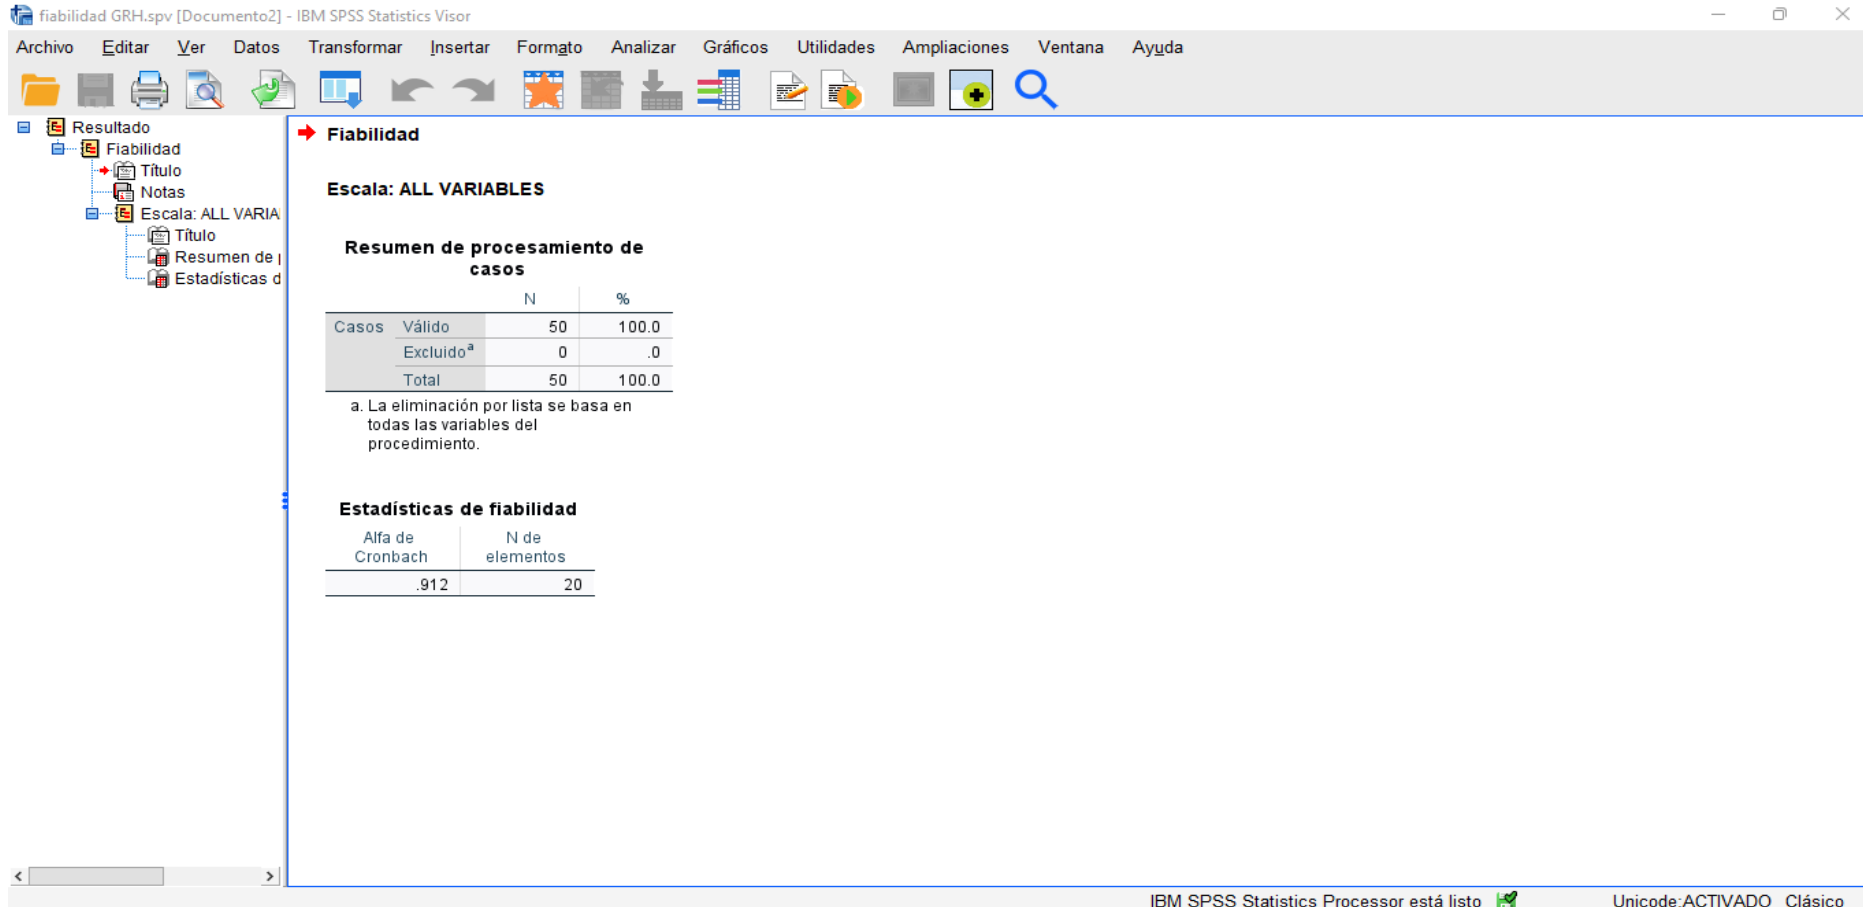 fiabilidad GRH.spv [Documento2] - IBM SPSS Statistics Visor
Archivo Editar Ver Datos Transformar Insertar Formato Analizar Gráficos Utilidades Ampliaciones Ventana Ayuda
Resultado
Fiabilidad
Título
Notas
Escala: ALL VARIA
Título
Resumen de
Estadísticas d
Fiabilidad
Escala: ALL VARIABLES
Resumen de procesamiento de
casos
N %
Casos Válido 50 100.0
Excluido a 0 .0
Total 50 100.0
a. La eliminación por lista se basa en
todas las variables del
procedimiento.
Estadísticas de fiabilidad
Alfa de N de
Cronbach elementos
.912 20
IBM SPSS Statistics Processor está listo Unicode:ACTIVADO Clásico